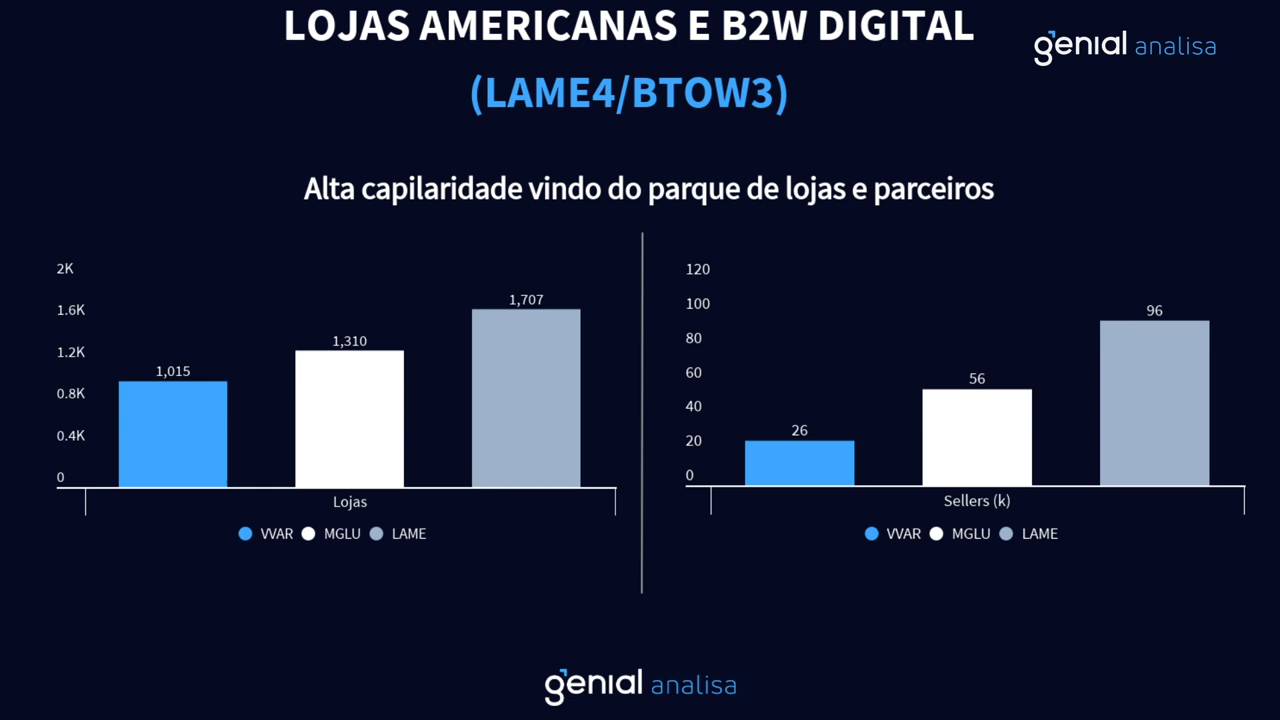 LOJAS AMERICANAS E B2W DIGITAL
genial analisa
(LAME4/BTOW3)
Alta capilaridade vindo do parque de lojas e parceiros
2K
1.6K
1.2K
0.8K
0.4K
0
1,015
1,310
1,707
Lojas
VVAR MGLU LAME
120
100
80
60
40
20
0
26
56
96
Sellers (k)
VVAR MGLU LAME
genial analisa